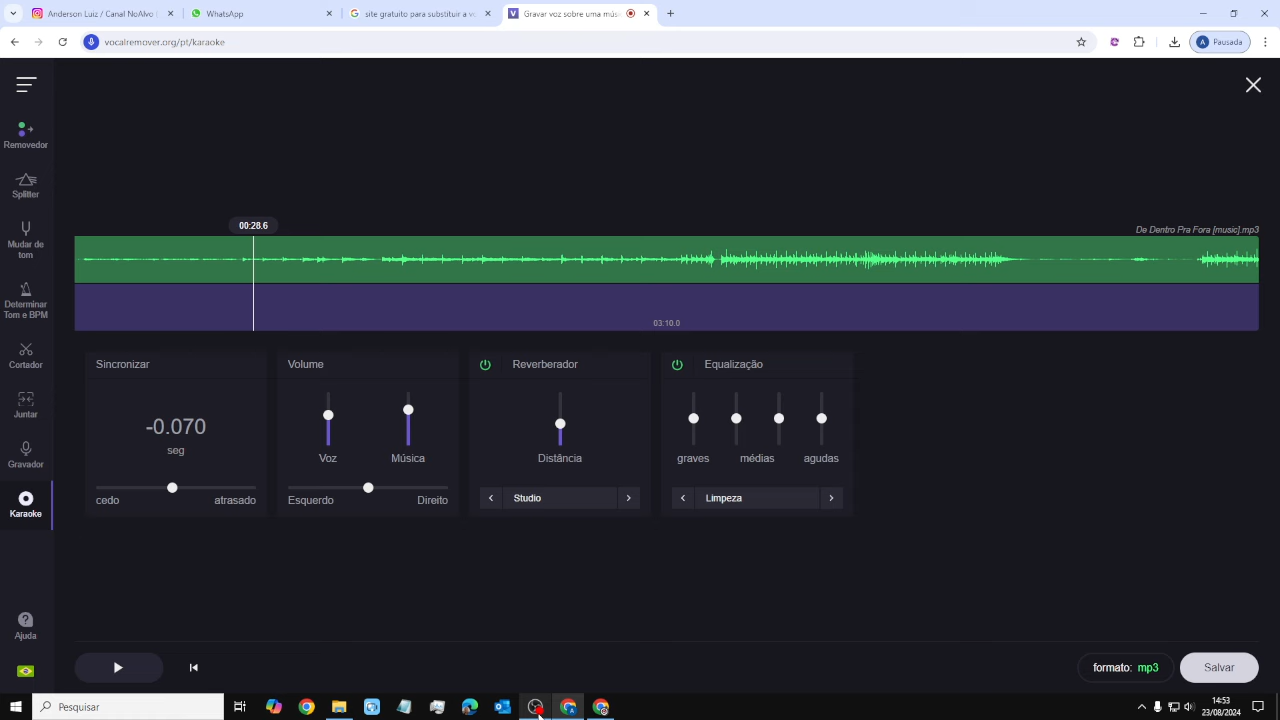 Anderson Luiz / Canal NoAlvo (
WhatsApp
site gratuito para substituir a v
Gravar voz sobre uma mús
vocalremover.org/pt/karaoke
A
Pausada
Removedor
Splitter
Mudar de
tom
Determinar
Tom e BPM
Cortador
Juntar
Gravador
Karaoke
Ajuda
00:28.6
De Dentro Pra Fora [music].mp3
03:10.0
Sincronizar
-0.070
seg
cedo
atrasado
Volume
Voz
Música
Esquerdo
Direito
Reverberador
Distância
Studio
Equalização
graves
médias
agudas
Limpeza
formato: mp3
Salvar
Pesquisar
14:53
23/08/2024